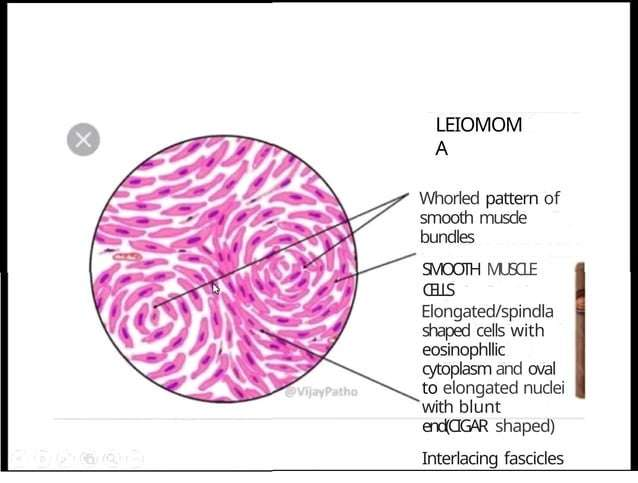 LEIOMOM
A
Whorled pattern of
smooth muscle
bundles
SMOOTH MUSCLE
CELLS
Elongated/spindla
shaped cells with
eosinophllic
cytoplasm and oval
to elongated nuclei
with blunt
end(CIGAR shaped)
Interlacing fascicles
@VijayPatho